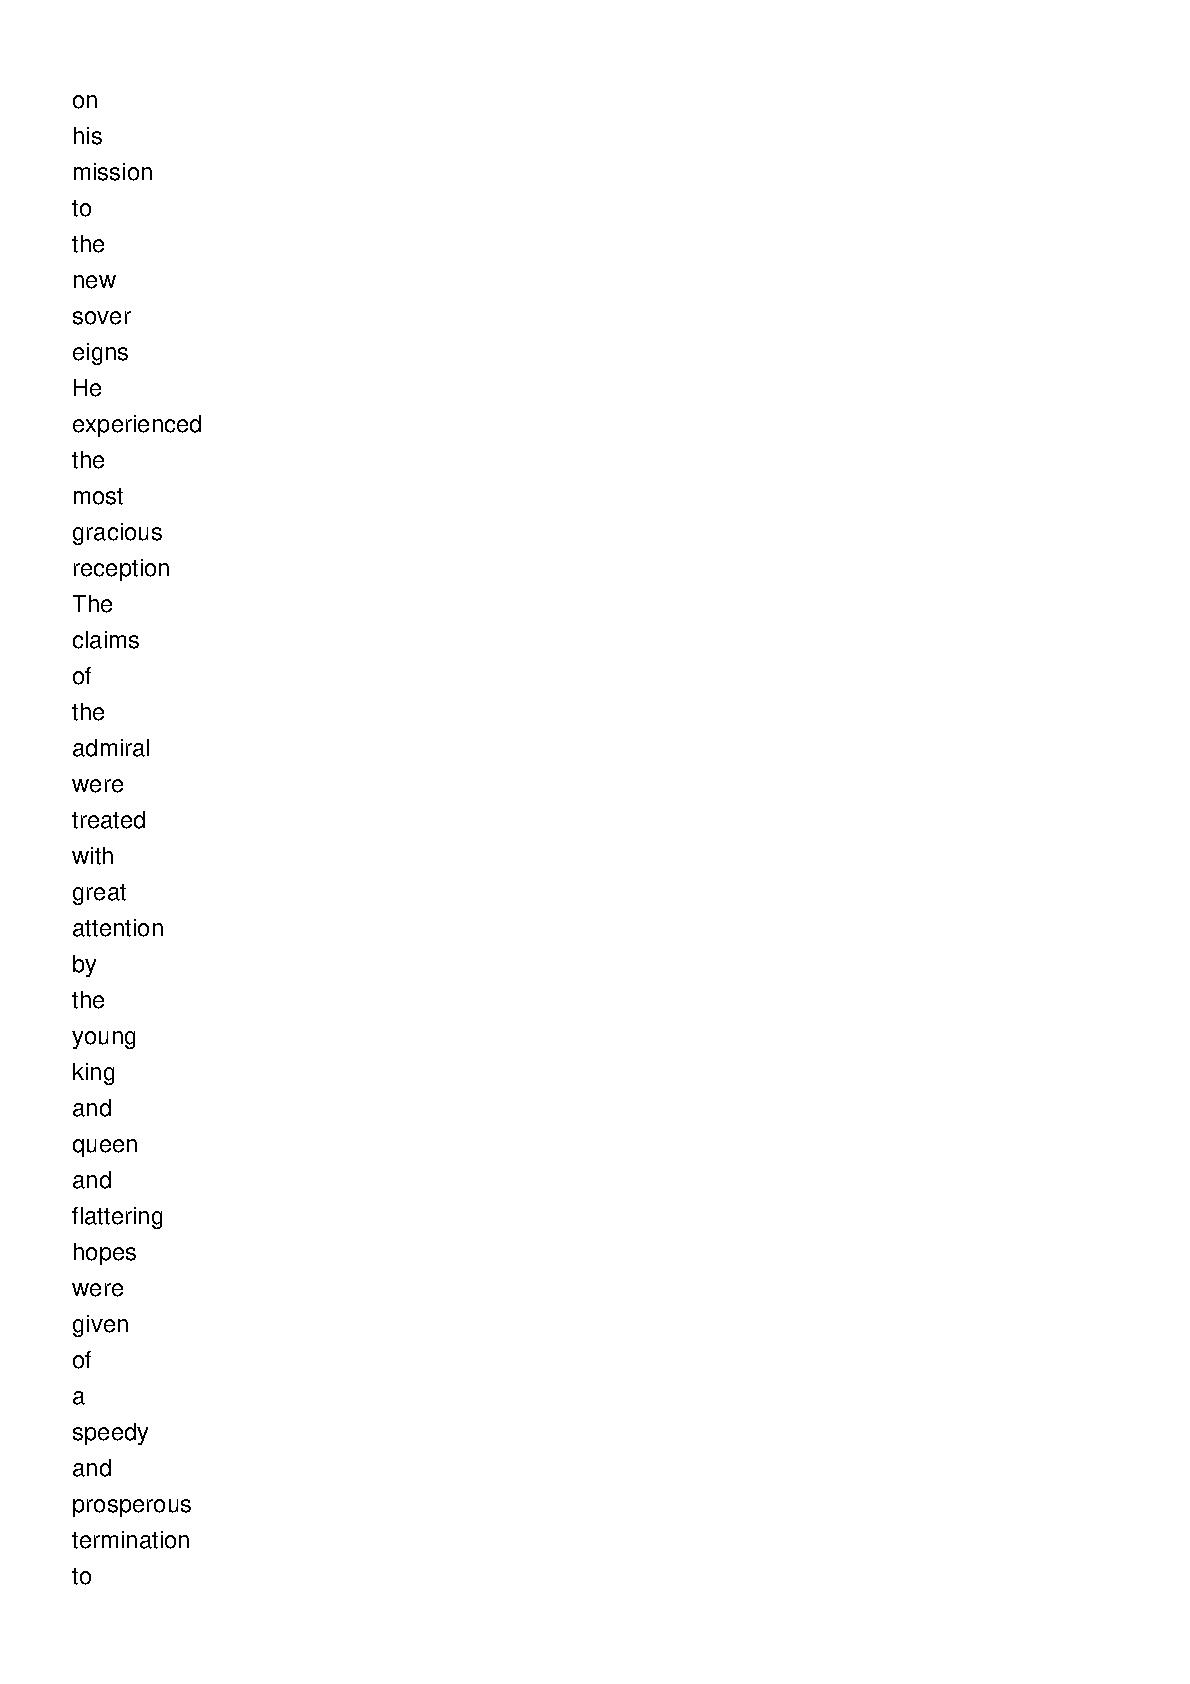 on
his
mission
to
the
new
sover
eigns
He
experienced
the
most
gracious
reception
The
claims
of
the
admiral
were
treated
with
great
attention
by
the
young
king
and
queen
and
flattering
hopes
were
given
of
a
speedy
and
prosperous
termination
to